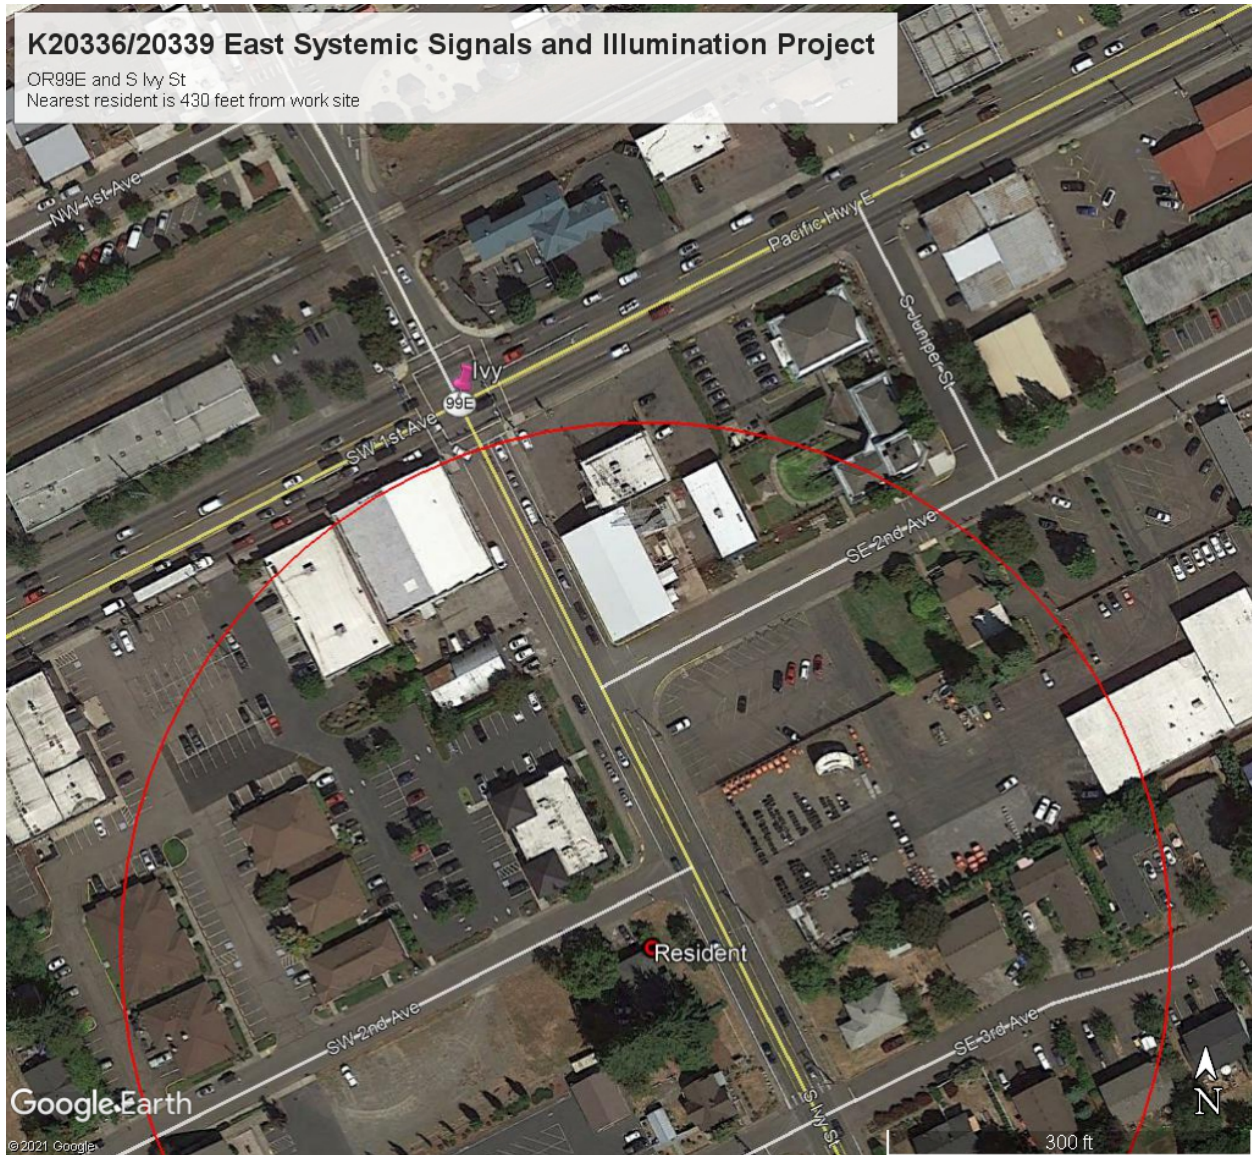 K20336/20339 East Systemic Signals and Illumination Project
OR99E and S Ivy St
Nearest resident is 430 feet from work site
NW 1st Ave
Pacific Hwy E
S Juniper St
Ivy
99E
SW 1st Ave
SE 2nd Ave
Resident
SW 2nd Ave
SE 3rd Ave
S Ivy St
Google Earth
©2021 Google
N
300 ft